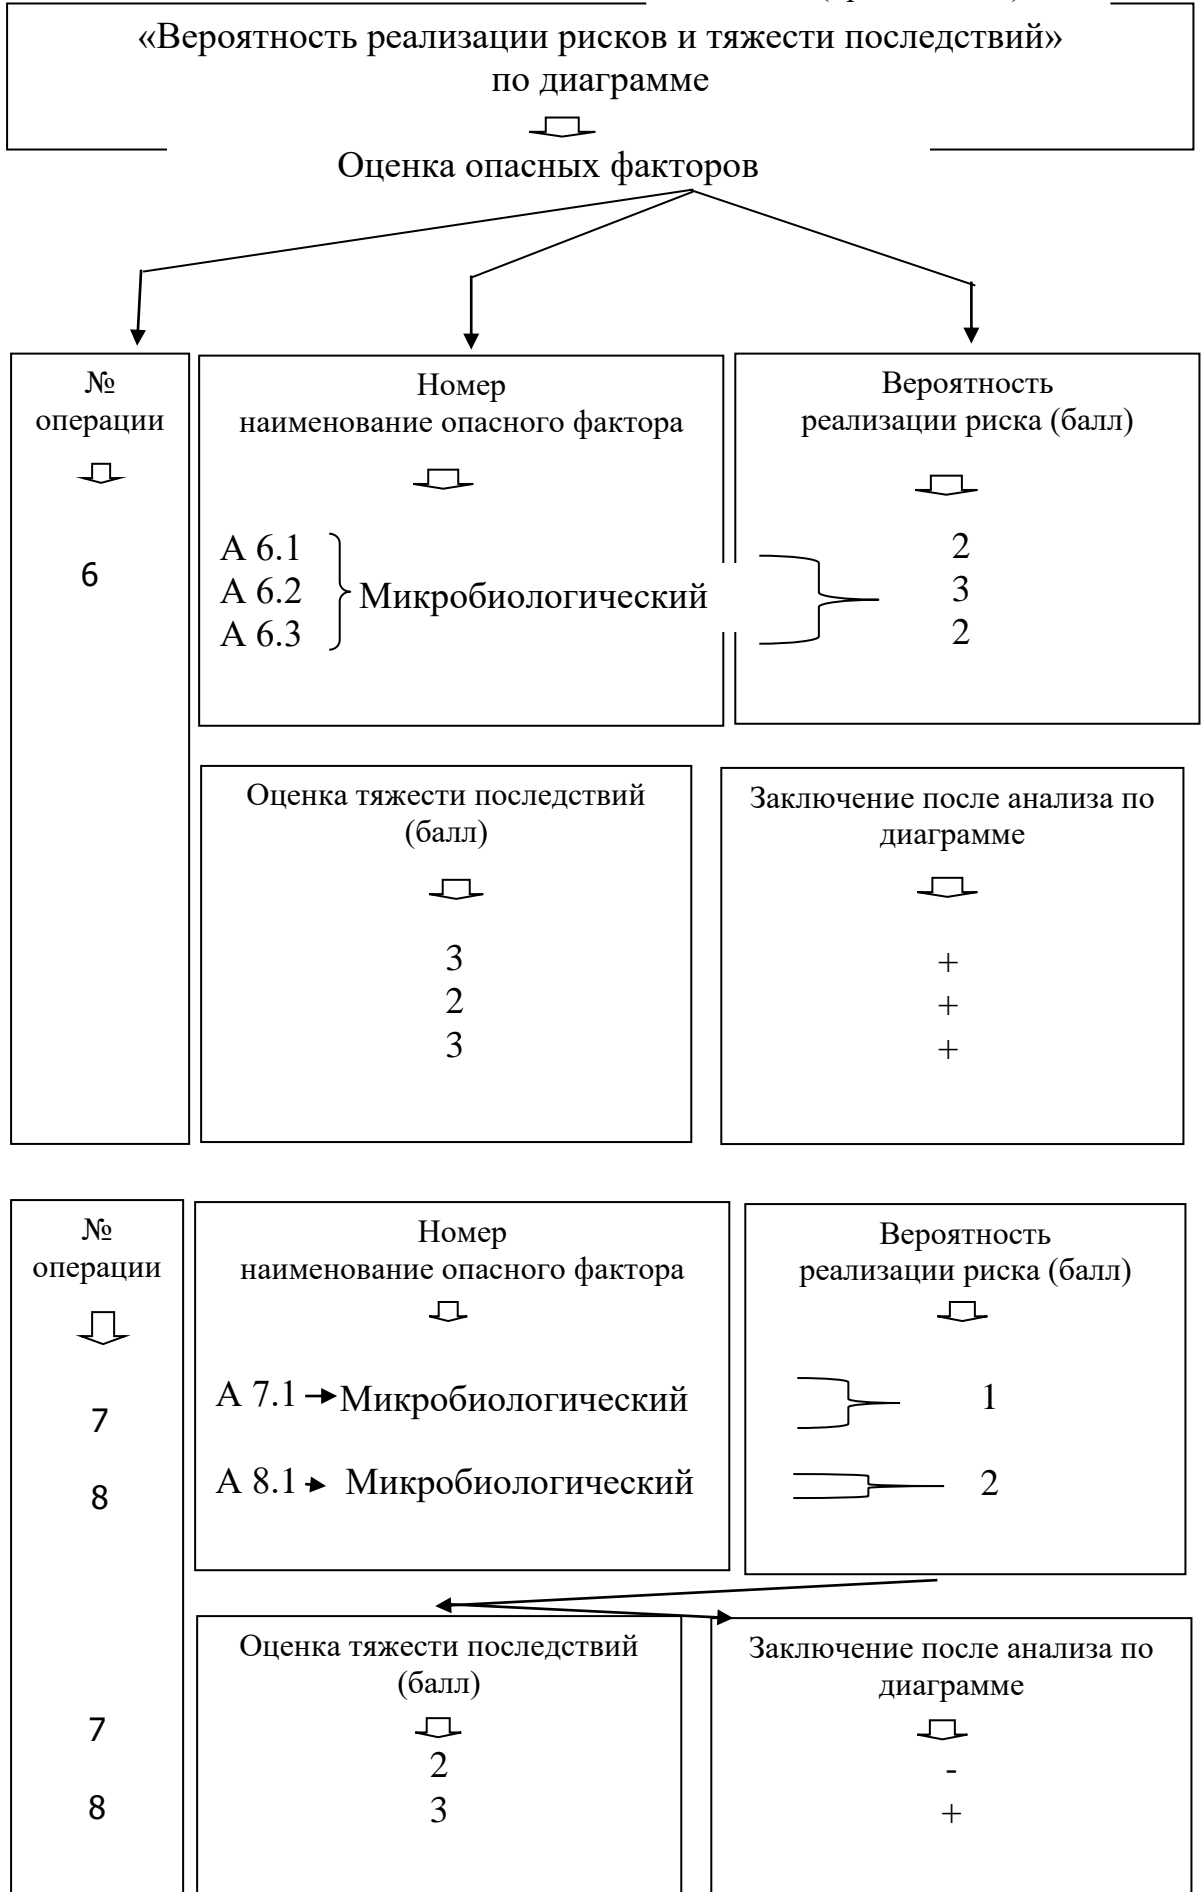 «Вероятность реализации рисков и тяжести последствий»
по диаграмме
Оценка опасных факторов
№
операции
6
Номер
наименование опасного фактора
А 6.1
А 6.2
А 6.3
Микробиологический
Вероятность
реализации риска (балл)
2
3
2
Оценка тяжести последствий
(балл)
3
2
3
Заключение после анализа по
диаграмме
+
+
+
№
операции
7
8
Номер
наименование опасного фактора
А 7.1 Микробиологический
А 8.1 Микробиологический
Вероятность
реализации риска (балл)
1
2
7
8
Оценка тяжести последствий
(балл)
2
3
Заключение после анализа по
диаграмме
-
+